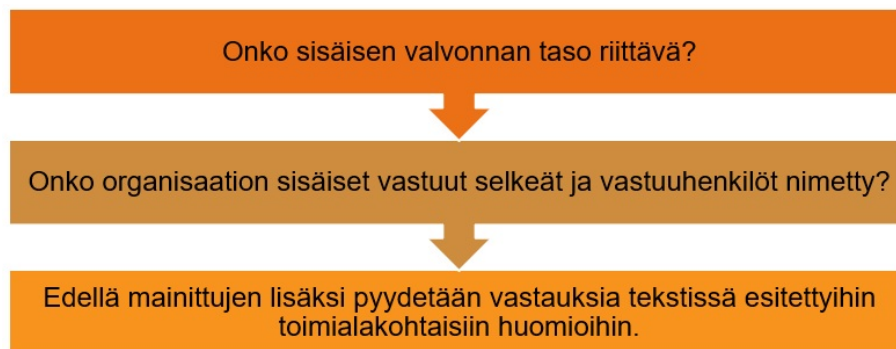 Onko sisäisen valvonnan taso riittävä?
Onko organisaation sisäiset vastuut selkeät ja vastuuhenkilöt nimetty?
Edellä mainittujen lisäksi pyydetään vastauksia tekstissä esitettyihin
toimialakohtaisiin huomioihin.